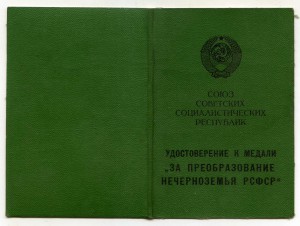 СОЮЗ
СОВЕТСКИХ
СОЦИАЛИСТИЧЕСКИХ
РЕСПУБЛИК
УДОСТОВЕРЕНИЕ К МЕДАЛИ
„ЗА ПРЕОБРАЗОВАНИЕ
НЕЧЕРНОЗЕМЬЯ РСФСР“